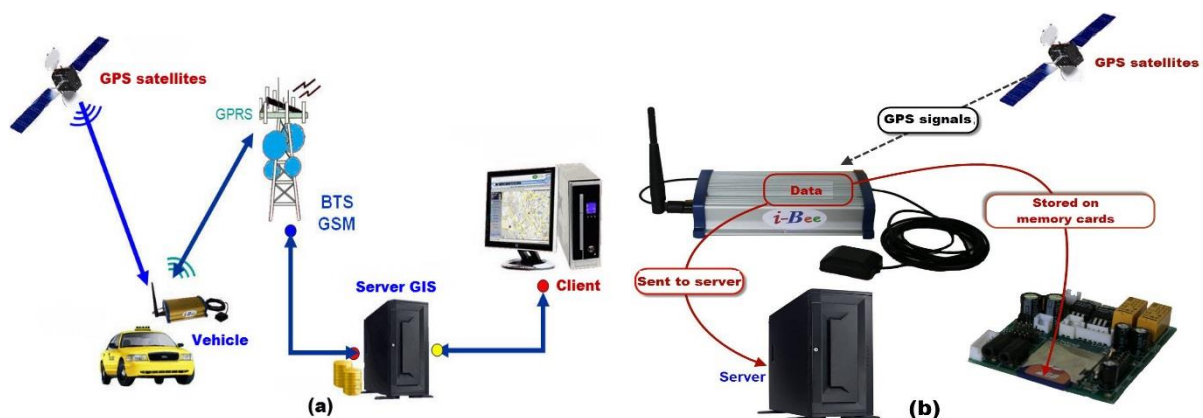 GPS satellites
GPRS
BTS
GSM
Server GIS
Client
i-Bee
Vehicle
(a)
GPS satellites
GPS signals
Data
i-Bee
Stored on
memory cards
Sent to server
Server
(b)